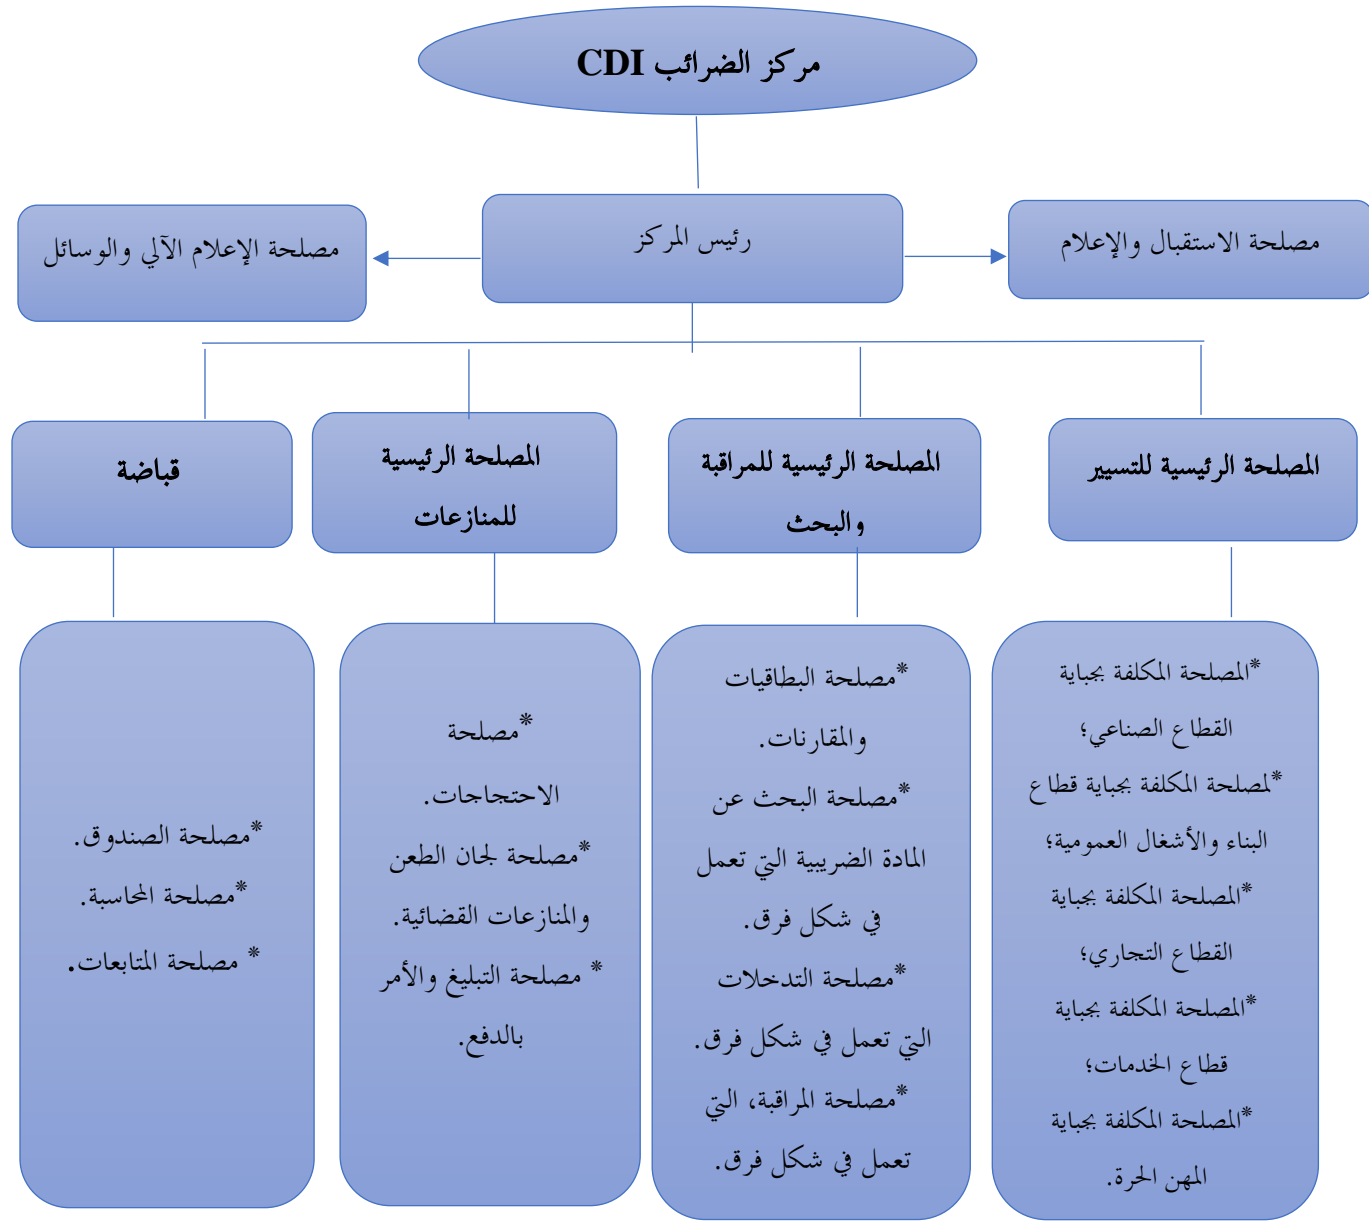 مركز الضرائب CDI
رئيس المركز
مصلحة الاستقبال والإعلام
مصلحة الإعلام الآلي والوسائل
المصلحة الرئيسية للتسيير
المصلحة الرئيسية للمراقبة
والبحث
المصلحة الرئيسية
للمنازعات
قباضة
*المصلحة المكلفة بجباية
القطاع الصناعي؛
*لمصلحة المكلفة بجباية قطاع
البناء والأشغال العمومية؛
*المصلحة المكلفة بجباية
القطاع التجاري؛
*المصلحة المكلفة بجباية
قطاع الخدمات؛
*المصلحة المكلفة بجباية
المهن الحرة.
*مصلحة البطاقيات
والمقارنات.
*مصلحة البحث عن
المادة الضريبية التي تعمل
في شكل فرق.
*مصلحة التدخلات
التي تعمل في شكل فرق.
*مصلحة المراقبة، التي
تعمل في شكل فرق.
*مصلحة
الاحتجاجات.
*مصلحة لجان الطعن
والمنازعات القضائية.
* مصلحة التبليغ والأمر
بالدفع.
*مصلحة الصندوق.
*مصلحة المحاسبة.
* مصلحة المتابعات.